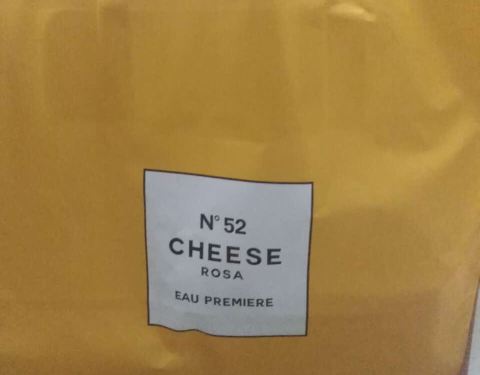 N° 52
CHEESE
ROSA
EAU PREMIERE